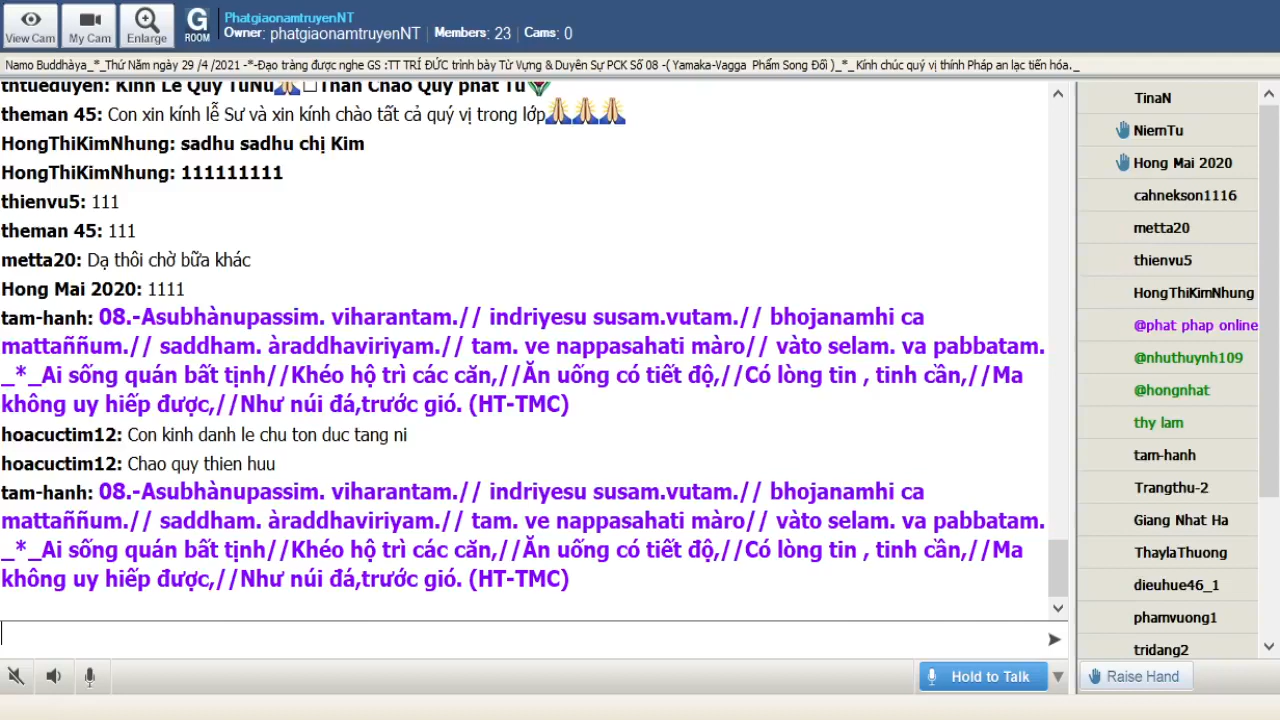 View Cam
My Cam
Enlarge
G
ROOM
PhatgiaonamtruyenNT
Owner: phatgiaonamtruyenNT | Members: 23 | Cams: 0
Namo Buddhàya_*_Thứ Năm ngày 29 /4 /2021 -*-Đạo tràng được nghe GS :TT TRÍ ĐỨC trình bày Từ Vựng & Duyên Sự PCK Số 08 -( Yamaka-Vagga Phẩm Song Đối )_*_ Kính chúc quý vị thính Pháp an lạc tiến hóa._
thtueduyen: Kính Lễ Quý TuNữ🙏□Thân Chào Quý phật Tử🌷
theman 45: Con xin kính lễ Sư và xin kính chào tất cả quý vị trong lớp🙏🙏🙏
HongThiKimNhung: sadhu sadhu chị Kim
HongThiKimNhung: 111111111
thienvu5: 111
theman 45: 111
metta20: Dạ thôi chờ bữa khác
Hong Mai 2020: 1111
tam-hanh: 08.-Asubhànupassim. viharantam.// indriyesu susam.vutam.// bhojanamhi ca
mattaññum.// saddham. àraddhaviriyam.// tam. ve nappasahati màro// vàto selam. va pabbatam.
_*_Ai sống quán bất tịnh//Khéo hộ trì các căn,//Ăn uống có tiết độ,//Có lòng tin , tinh cần,//Ma
không uy hiếp được,//Như núi đá,trước gió. (HT-TMC)
hoacuctim12: Con kinh danh le chu ton duc tang ni
hoacuctim12: Chao quy thien huu
tam-hanh: 08.-Asubhànupassim. viharantam.// indriyesu susam.vutam.// bhojanamhi ca
mattaññum.// saddham. àraddhaviriyam.// tam. ve nappasahati màro// vàto selam. va pabbatam.
_*_Ai sống quán bất tịnh//Khéo hộ trì các căn,//Ăn uống có tiết độ,//Có lòng tin , tinh cần,//Ma
không uy hiếp được,//Như núi đá,trước gió. (HT-TMC)
Hold to Talk
TinaN
NiemTu
Hong Mai 2020
cahnekson1116
metta20
thienvu5
HongThiKimNhung
@phat phap online
@nhuthuynh109
@hongnhat
thy lam
tam-hanh
Trangthu-2
Giang Nhat Ha
ThaylaThuong
dieuhue46_1
phamvuong1
tridang2
Raise Hand